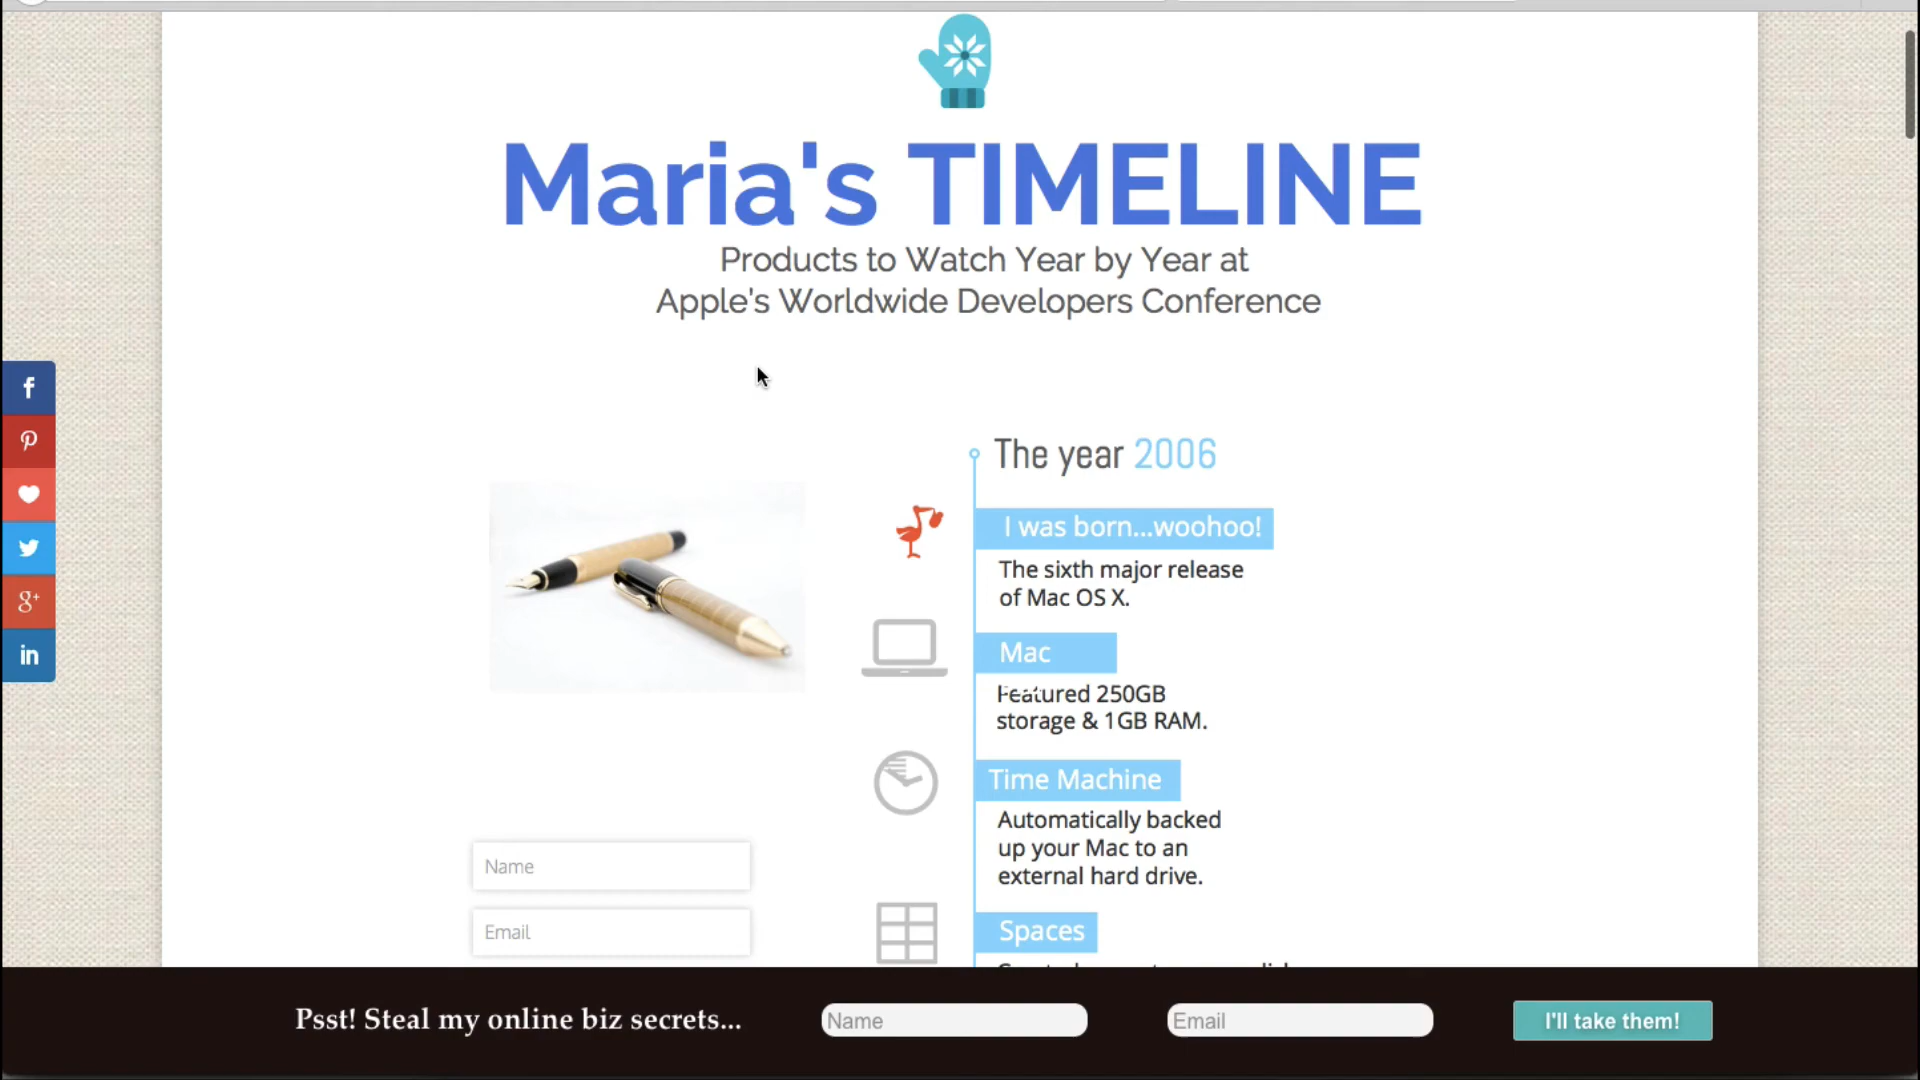 Maria's TIMELINE
Products to Watch Year by Year at
Apple's Worldwide Developers Conference
f
g+
in
The year 2006
I was born...woohoo!
The sixth major release
of Mac OS X.
Mac
Featured 250GB
storage & 1GB RAM.
Time Machine
Automatically backed
up your Mac to an
external hard drive.
Name
Email
Spaces
Psst! Steal my online biz secrets...
Name
Email
I'll take them!